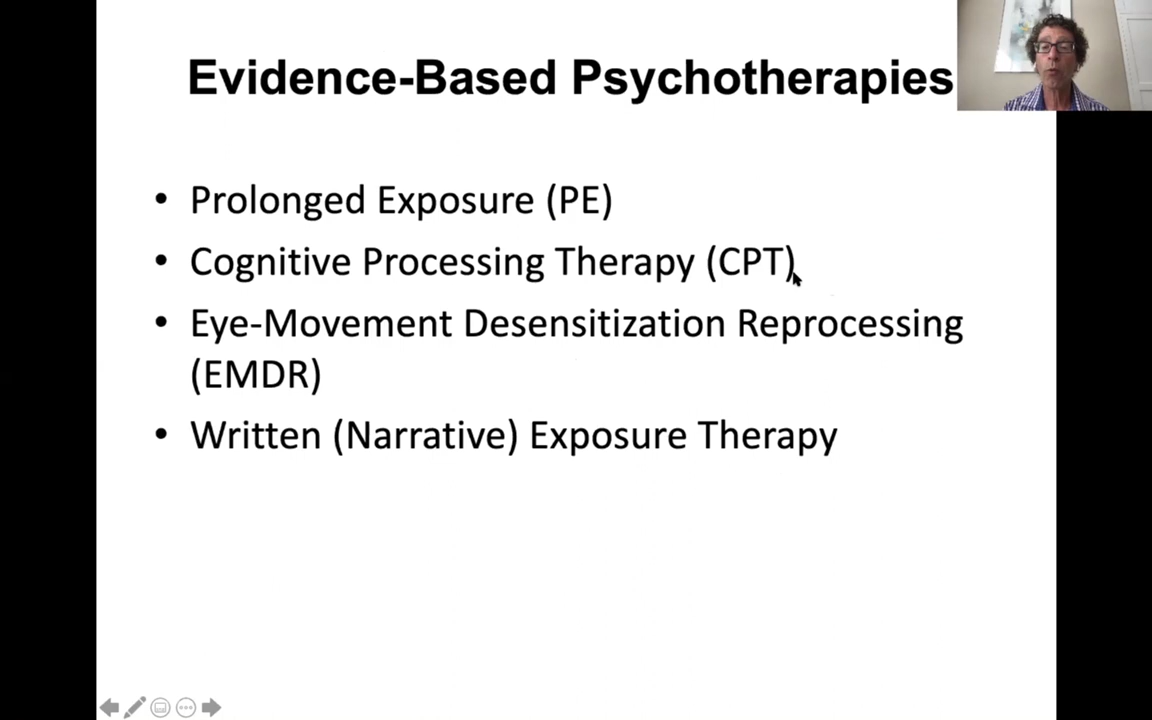 Evidence-Based Psychotherapies
• Prolonged Exposure (PE)
• Cognitive Processing Therapy (CPT)
• Eye-Movement Desensitization Reprocessing
(EMDR)
• Written (Narrative) Exposure Therapy